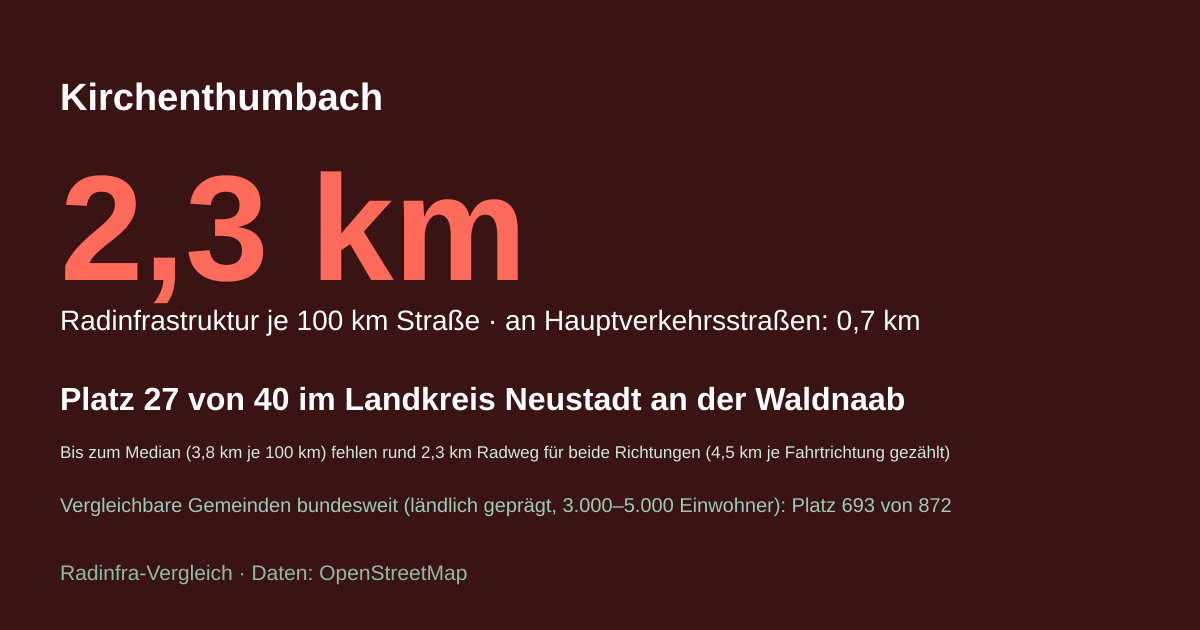 Kirchenthumbach
2,3 km
Radinfrastruktur je 100 km Straße · an Hauptverkehrsstraßen: 0,7 km
Platz 27 von 40 im Landkreis Neustadt an der Waldnaab
Bis zum Median (3,8 km je 100 km) fehlen rund 2,3 km Radweg für beide Richtungen (4,5 km je Fahrtrichtung gezählt)
Vergleichbare Gemeinden bundesweit (ländlich geprägt, 3.000–5.000 Einwohner): Platz 693 von 872
Radinfra-Vergleich · Daten: OpenStreetMap